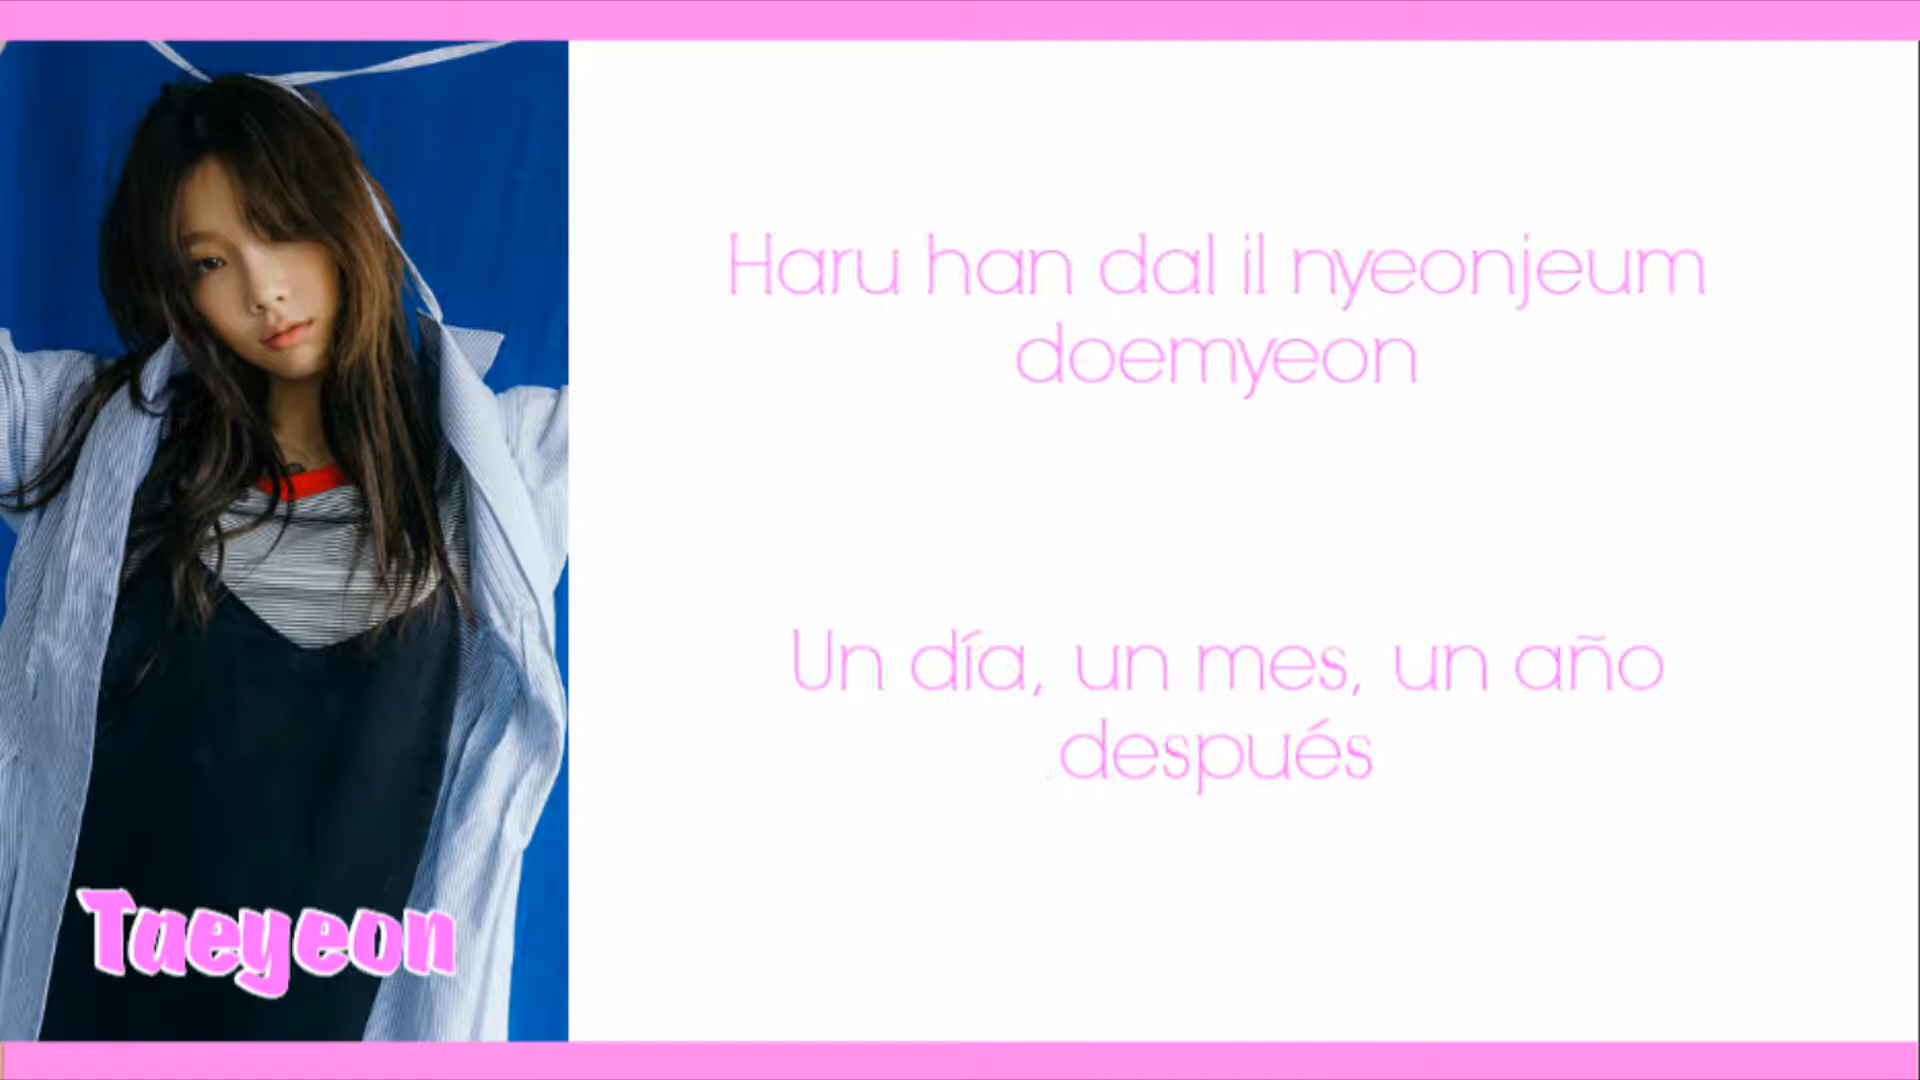 Haru han dal il nyeonjeum
doemyeon
Un día, un mes, un año
después
Taeyeon